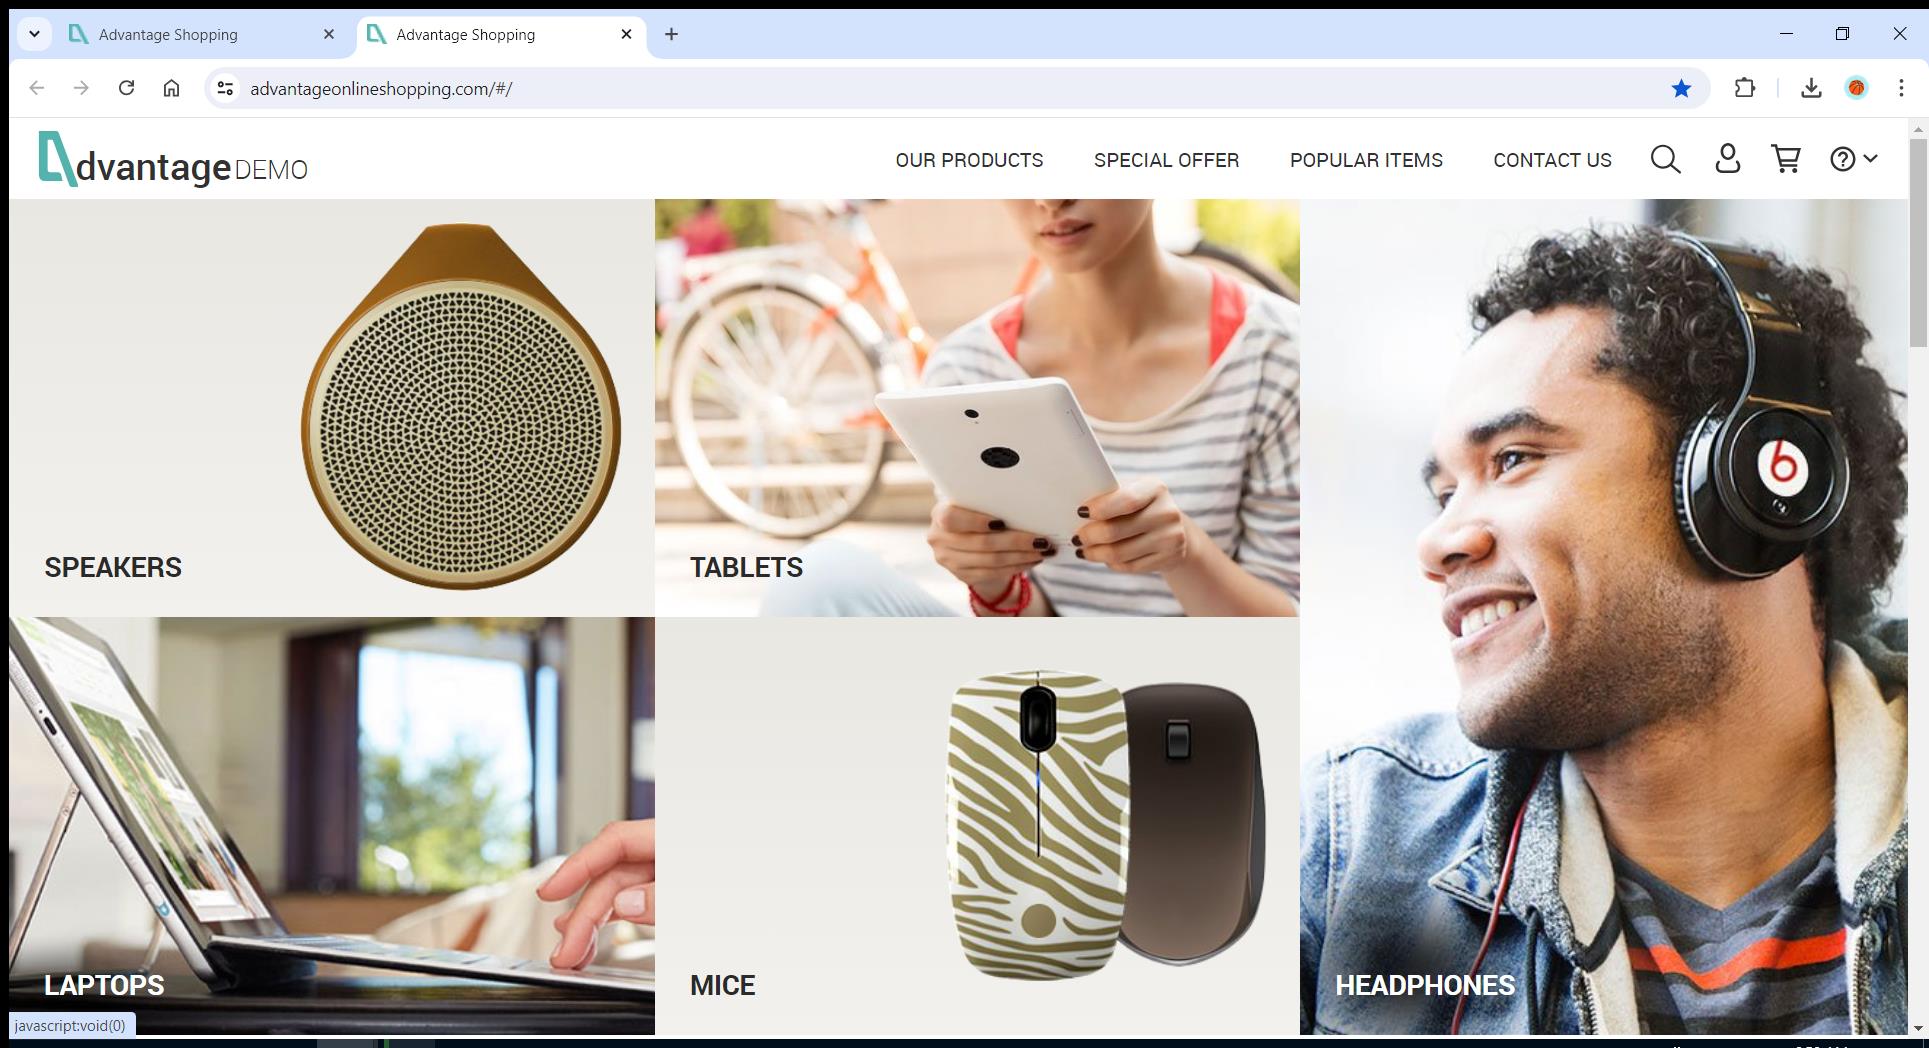 Advantage Shopping
Advantage Shopping
advantageonlineshopping.com/#/
dvantage DEMO
OUR PRODUCTS
SPECIAL OFFER
POPULAR ITEMS
CONTACT US
SPEAKERS
TABLETS
LAPTOPS
MICE
HEADPHONES
javascript:void(0)